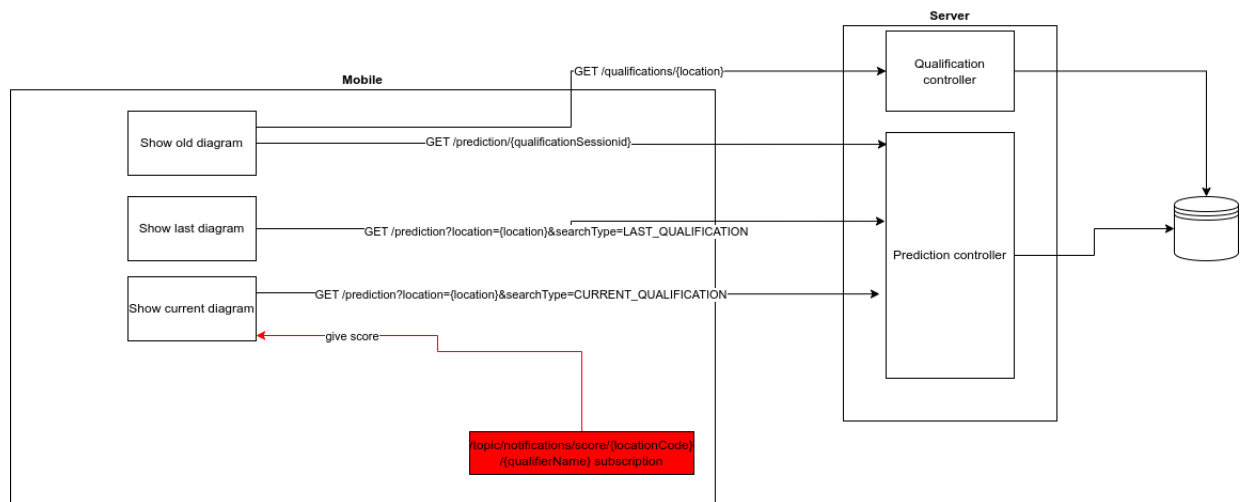 Server
Mobile
GET /qualifications/{location}
Qualification
controller
Show old diagram
GET /prediction/{qualificationSessionid}
Show last diagram
GET /prediction?location={location}&searchType=LAST_QUALIFICATION
Prediction controller
Show current diagram
GET /prediction?location={location}&searchType=CURRENT_QUALIFICATION
give score
/topic/notifications/score/{locationCode}
/{qualifierName} subscription